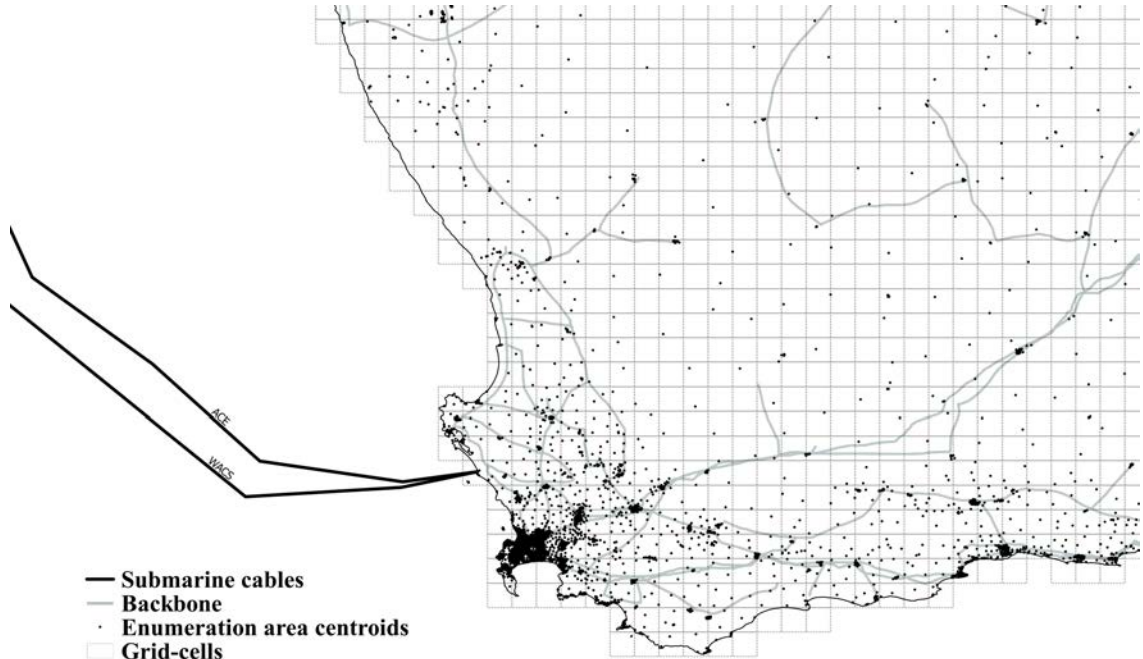 ACE
WACS
Submarine cables
Backbone
Enumeration area centroids
Grid-cells